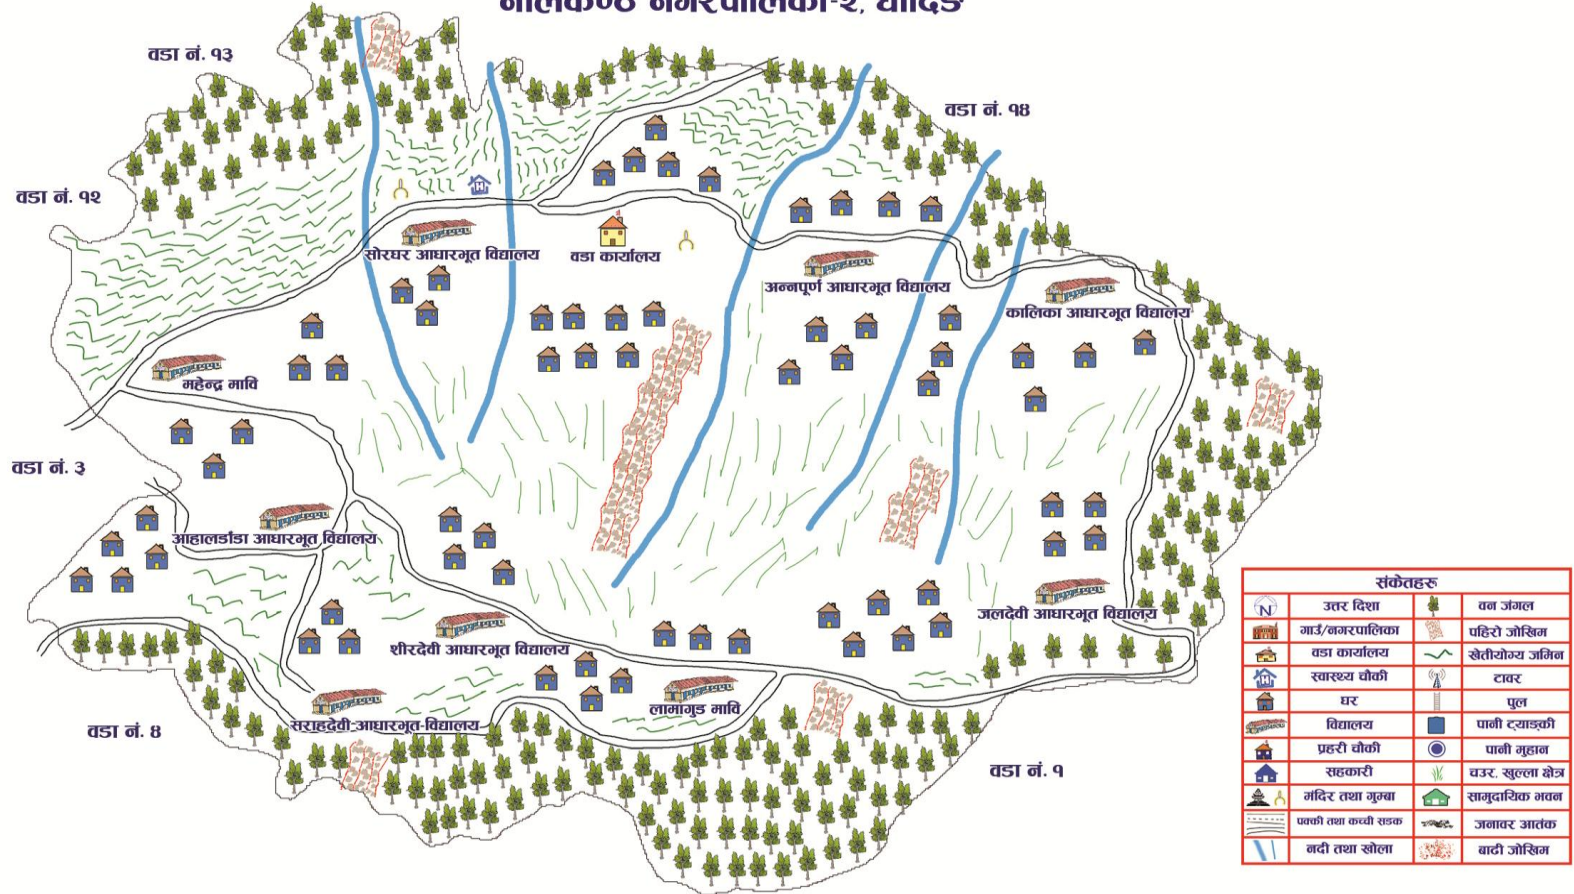 नीलकण्ठ नगरपालिका-२, धादिङ
वडा नं. १३
वडा नं. १४
वडा नं. १२
सोरघर आधारभूत विद्यालय
वडा कार्यालय
अन्नपूर्ण आधारभूत विद्यालय
कालिका आधारभूत विद्यालय
महेन्द्र मावि
वडा नं. ३
आहालडाँडा आधारभूत विद्यालय
जलदेवी आधारभूत विद्यालय
शीरदेवी आधारभूत विद्यालय
लामागुड मावि
सराहदेवी आधारभूत विद्यालय
वडा नं. ४
वडा नं. १
संकेतहरु
N उत्तर दिशा वन जंगल
गाउँ/नगरपालिका पहिरो जोखिम
वडा कार्यालय खेतीयोग्य जमिन
H स्वास्थ्य चौकी टावर
घर पुल
विद्यालय पानी ट्याङ्की
प्रहरी चौकी पानी मुहान
सहकारी चउर, खुल्ला क्षेत्र
मंदिर तथा गुम्बा सामुदायिक भवन
पक्की तथा कच्ची सडक जनावर आतंक
नदी तथा खोला बाढी जोखिम